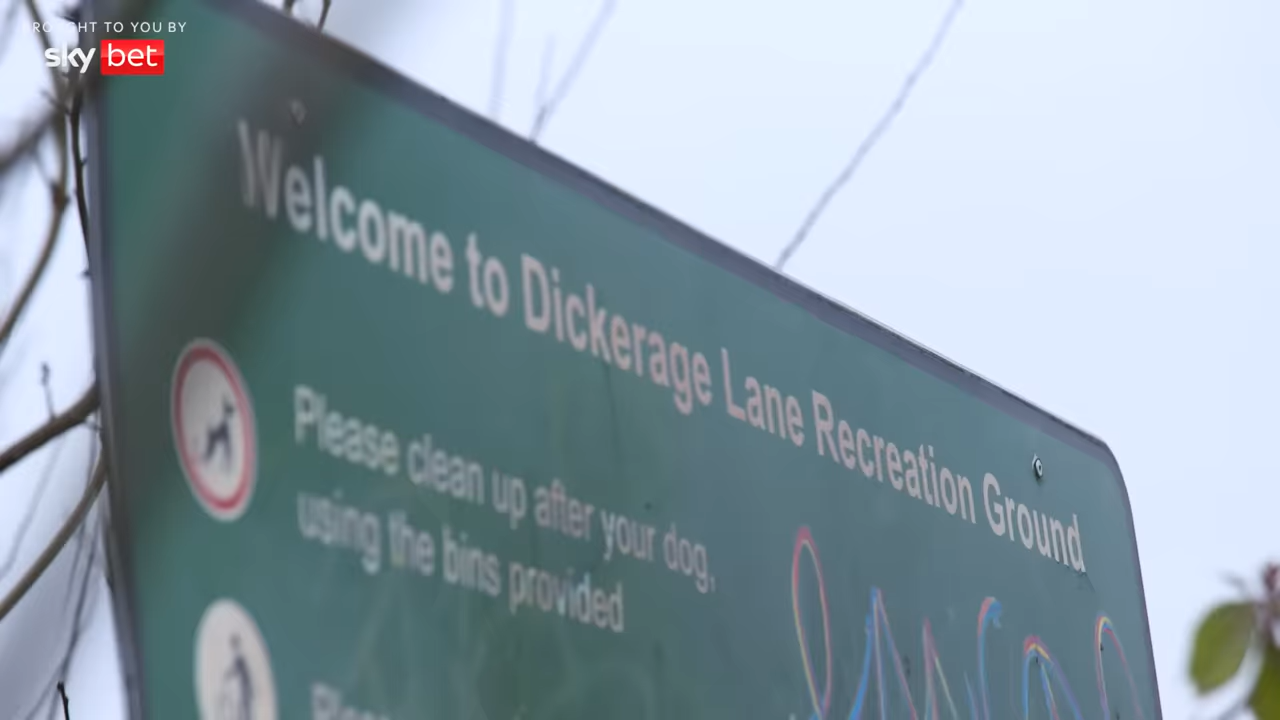 BROUGHT TO YOU BY
sky bet
Welcome to Dickerage Lane Recreation Ground
Please clean up after your dog,
using the bins provided